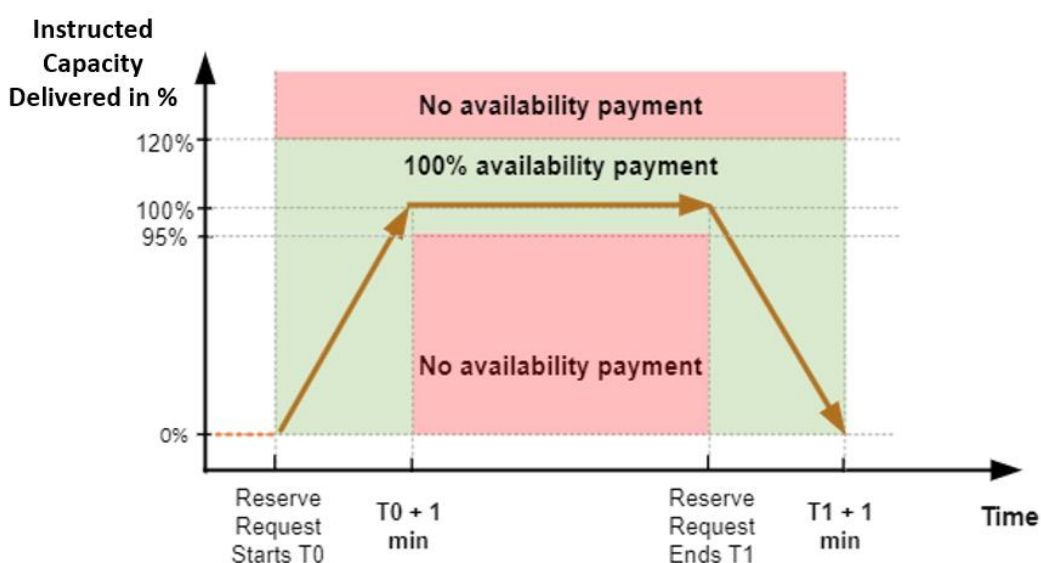 Instructed
Capacity
Delivered in %
No availability payment
120%
100% availability payment
100%
95%
No availability payment
0%
Reserve
Request
Starts T0
T0 + 1
min
Reserve
Request
Ends T1
T1 + 1
min
Time